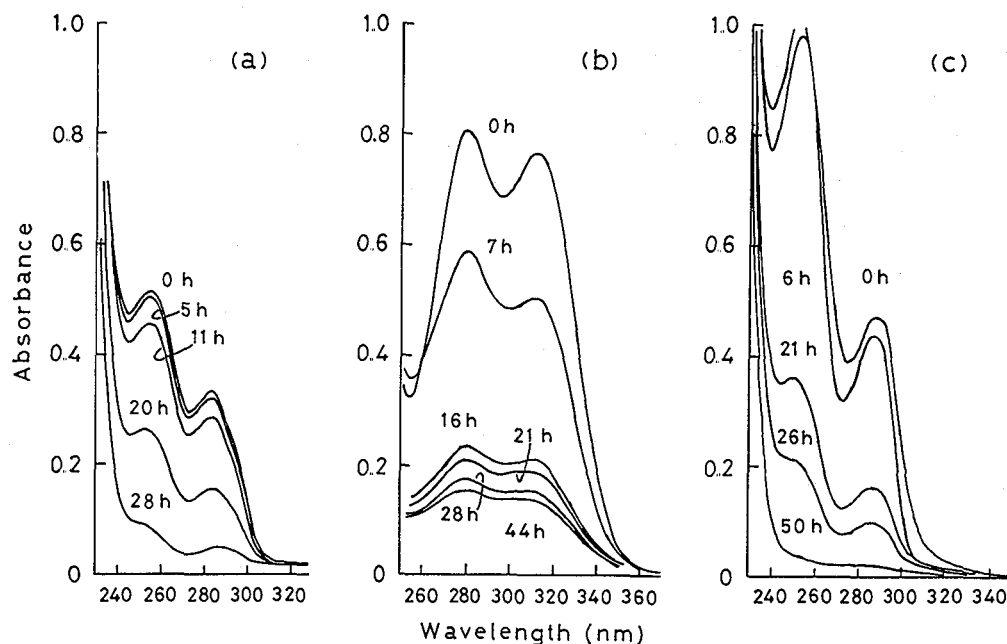 Absorbance
1.0
0.8
0.6
0.4
0.2
0
(a)
0 h
5 h
11 h
20 h
28 h
240 260 280 300 320
1.0
0.8
0.6
0.4
0.2
0
(b)
0 h
7 h
16 h
21 h
28 h
44 h
260 280 300 320 340 360
1.0
0.8
0.6
0.4
0.2
0
(c)
6 h
0 h
21 h
26 h
50 h
240 260 280 300 320 340
Wavelength (nm)